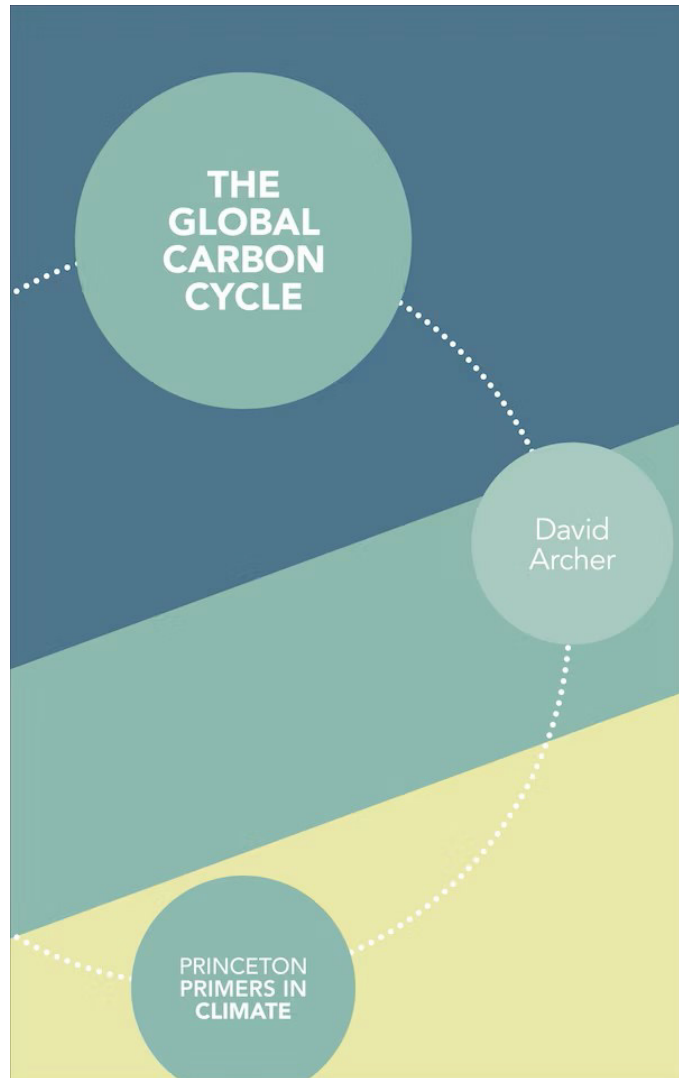 THE
GLOBAL
CARBON
CYCLE
David
Archer
PRINCETON
PRIMERS IN
CLIMATE